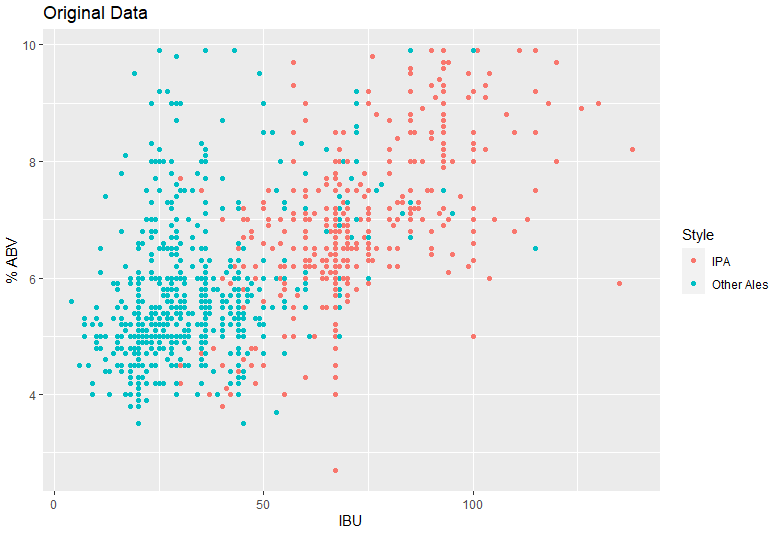 Original Data
10
8
6
4
% ABV
0
50
100
IBU
Style
IPA
Other Ales